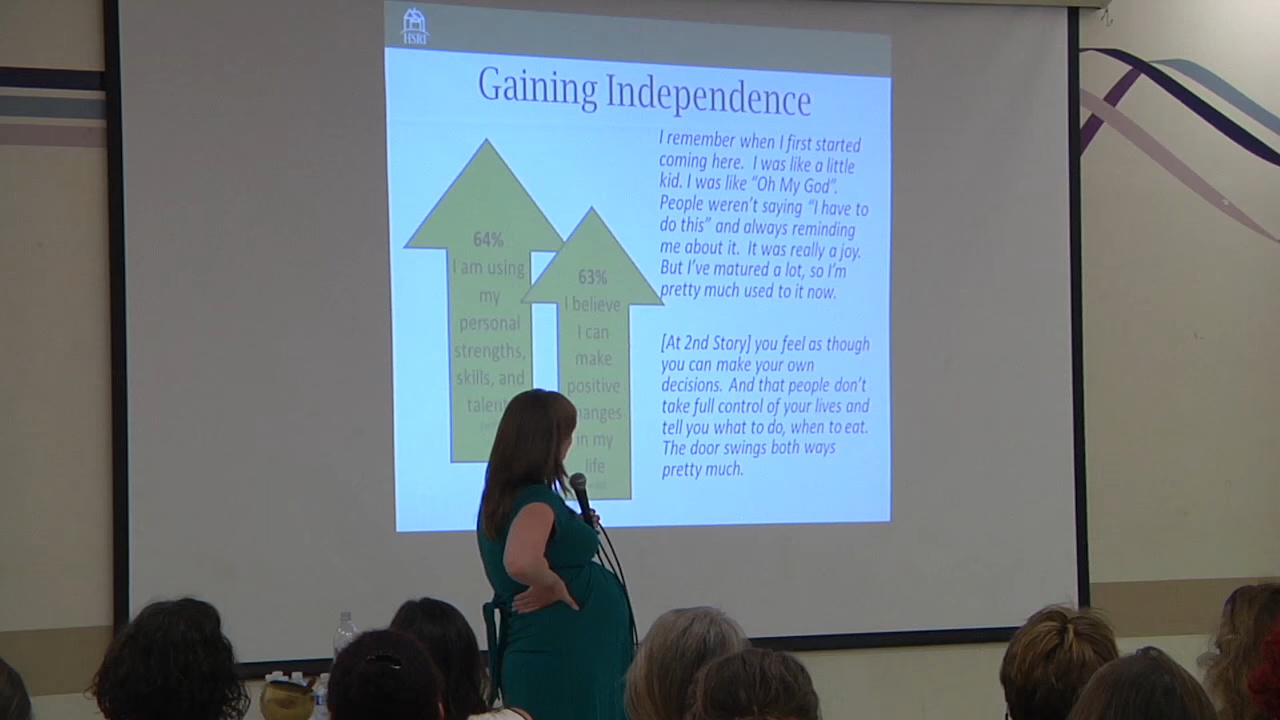 HSRI
Gaining Independence
64%
I am using
my
personal
strengths,
skills, and
63%
I believe
I can
make
positive
in my
life
I remember when I first started
coming here. I was like a little
kid. I was like “Oh My God”.
People weren’t saying “I have to
do this” and always reminding
me about it. It was really a joy.
But I’ve matured a lot, so I’m
pretty much used to it now.
[At 2nd Story] you feel as though
you can make your own
decisions. And that people don’t
take full control of your lives and
tell you what to do, when to eat.
The door swings both ways
pretty much.